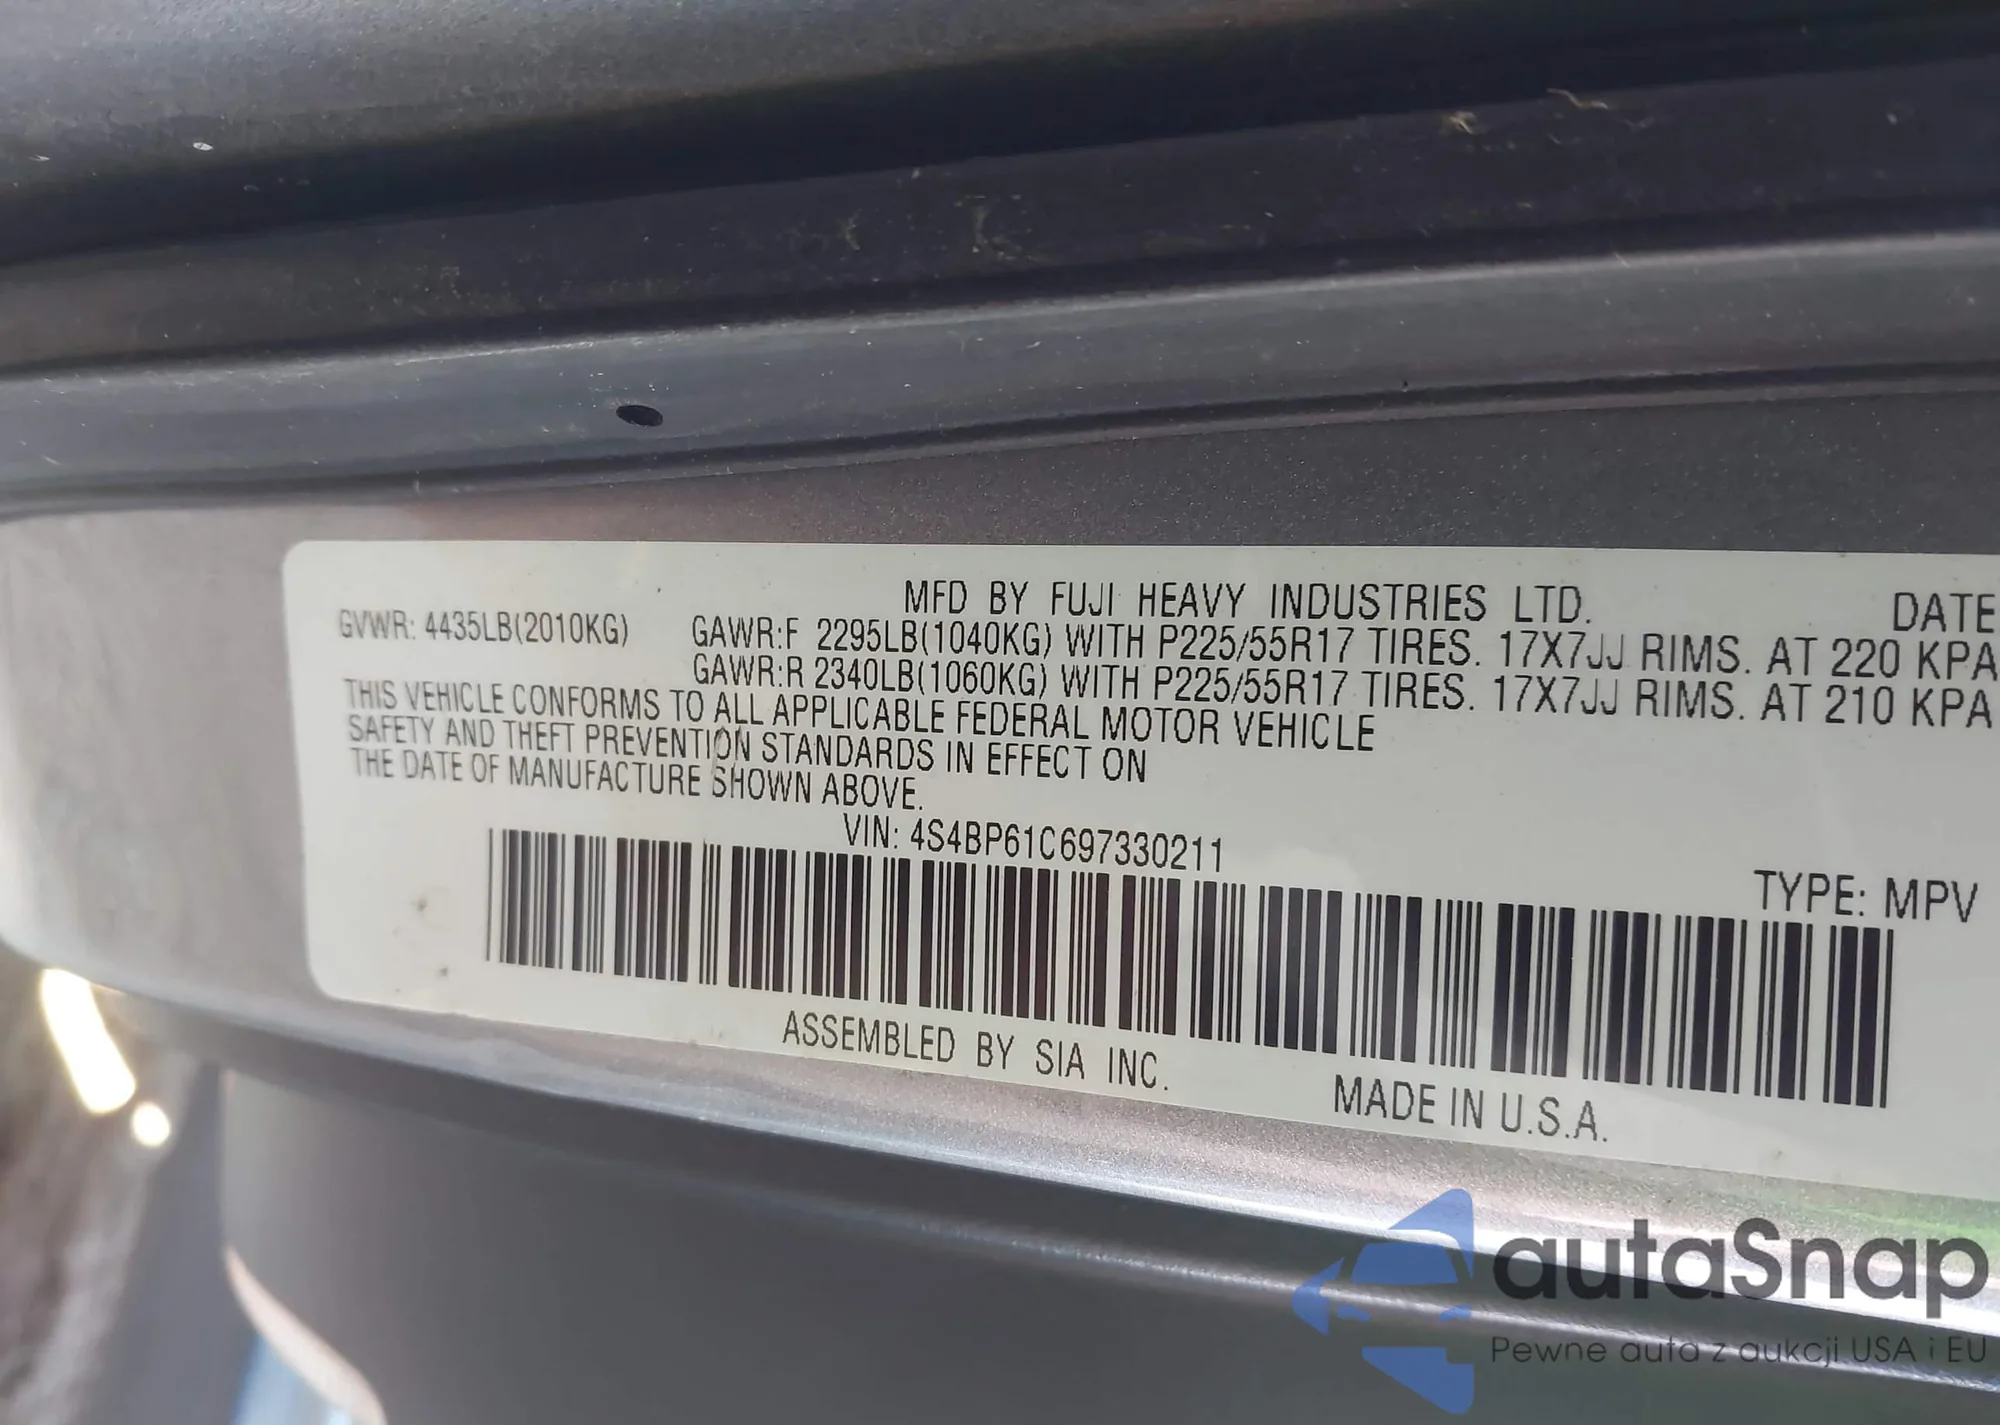 MFD BY FUJI HEAVY INDUSTRIES LTD.
DATE
GVWR: 4435LB(2010KG)
GAWR:F 2295LB(1040KG) WITH P225/55R17 TIRES. 17X7JJ RIMS. AT 220 KPA
GAWR:R 2340LB(1060KG) WITH P225/55R17 TIRES. 17X7JJ RIMS. AT 210 KPA
THIS VEHICLE CONFORMS TO ALL APPLICABLE FEDERAL MOTOR VEHICLE
SAFETY AND THEFT PREVENTION STANDARDS IN EFFECT ON
THE DATE OF MANUFACTURE SHOWN ABOVE.
VIN: 4S4BP61C697330211
TYPE: MPV
ASSEMBLED BY SIA INC.
MADE IN U.S.A.
autaSnap
Pewne auta z aukcji USA i EU